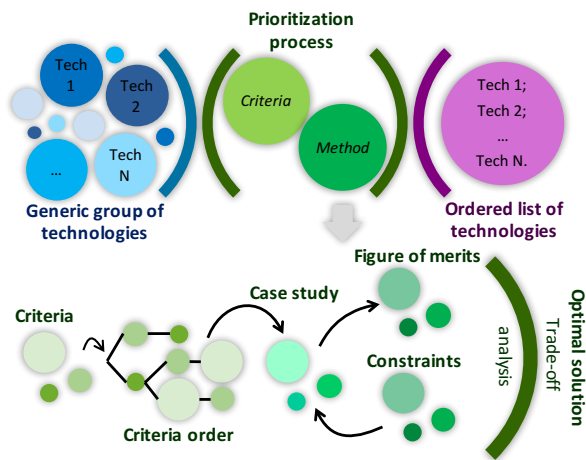 Prioritization
process
Tech
1
Tech
2
...
Tech
N
Generic group of
technologies
Criteria
Method
Tech 1;
Tech 2;
...
Tech N.
Ordered list of
technologies
Figure of merits
Case study
Criteria
Constraints
Criteria order
Optimal solution
Trade-off
analysis